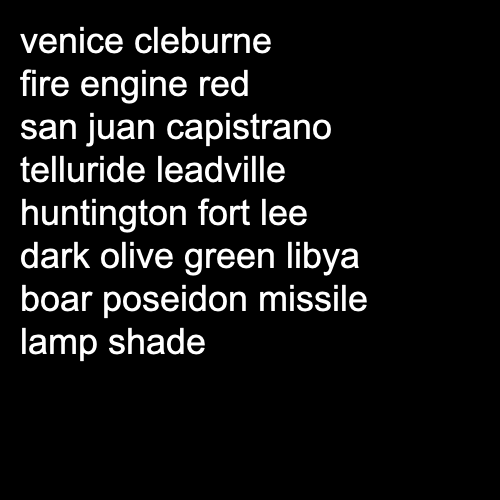 venice cleburne
fire engine red
san juan capistrano
telluride leadville
huntington fort lee
dark olive green libya
boar poseidon missile
lamp shade